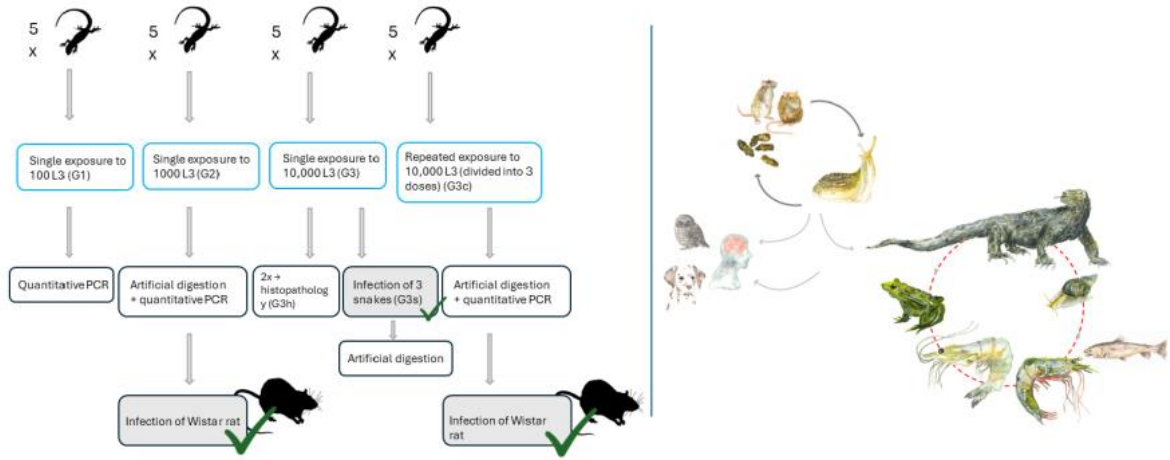 5
x
5
x
5
x
5
x
Single exposure to
100 L3 (G1)
Single exposure to
1000 L3 (G2)
Single exposure to
10,000 L3 (G3)
Repeated exposure to
10,000 L3 (divided into 3
doses) (G3c)
Quantitative PCR
Artificial digestion
+ quantitative PCR
2x →
histopatholog
y (G3h)
Infection of 3
snakes (G3s)
Artificial digestion
+ quantitative PCR
Artificial digestion
Infection of Wistar rat
Infection of Wistar
rat